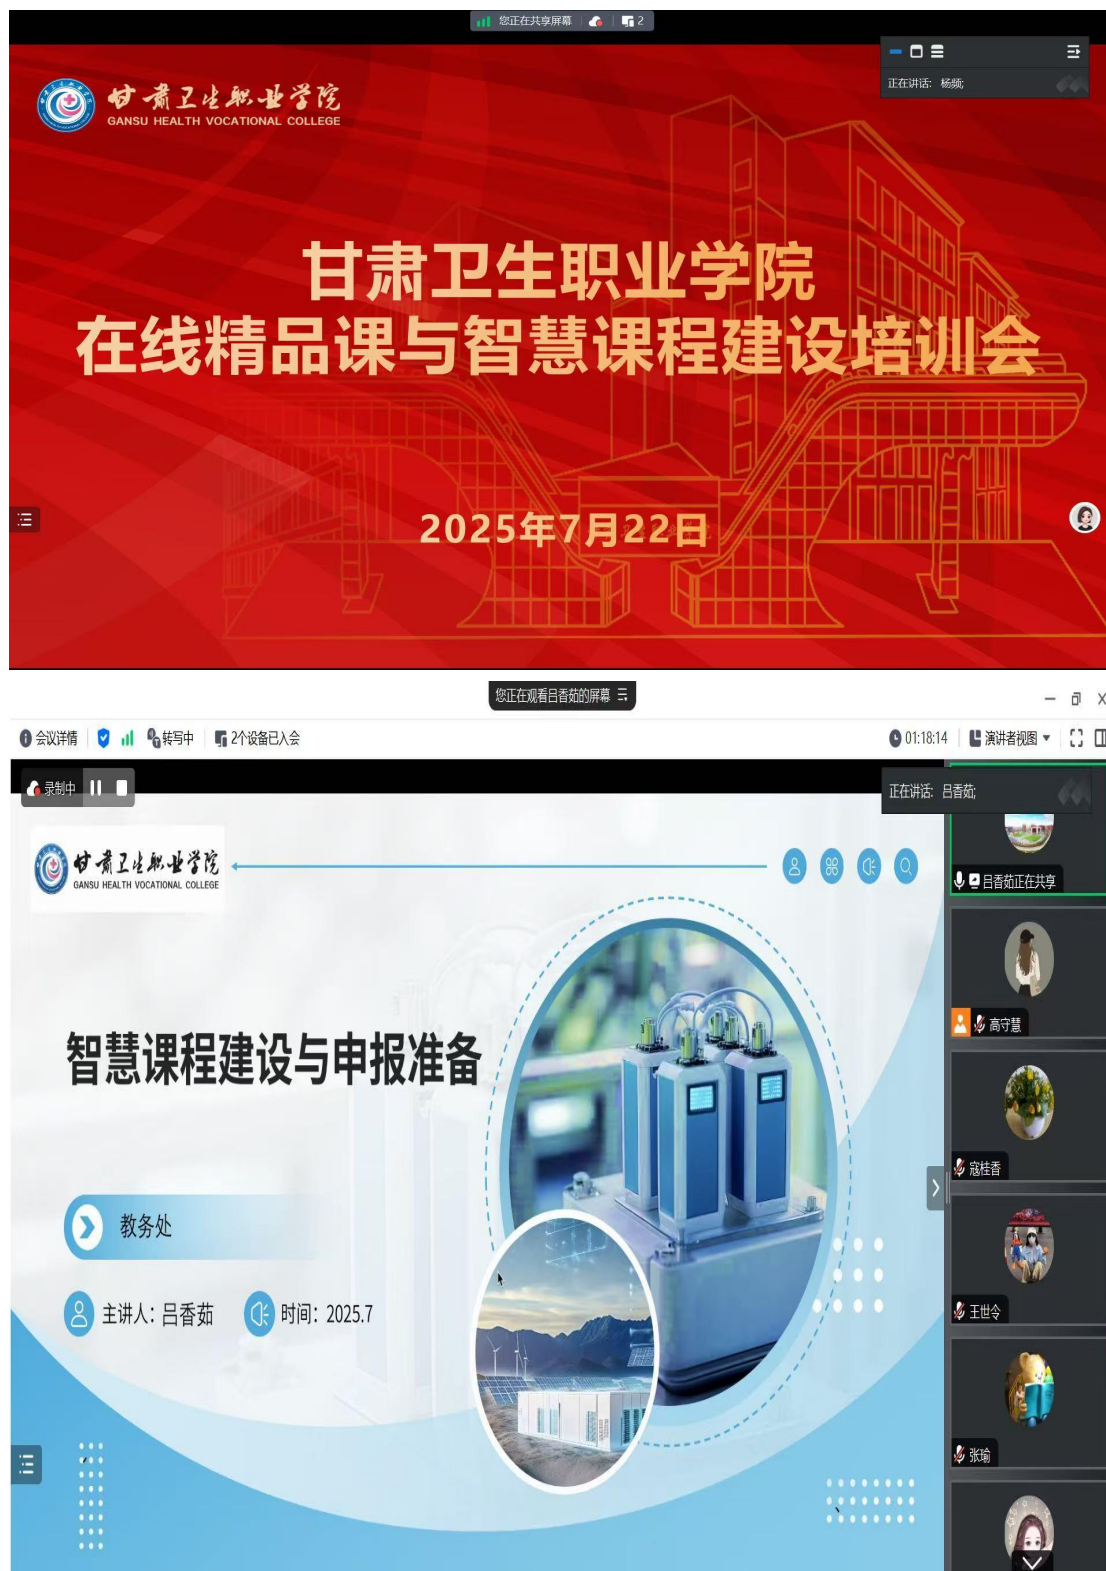 您正在共享屏幕 2
正在讲话: 杨频;
甘肃卫生职业学院
GANSU HEALTH VOCATIONAL COLLEGE
甘肃卫生职业学院
在线精品课与智慧课程建设培训会
2025年7月22日
您正在观看吕香茹的屏幕
会议详情 转写中 2个设备已入会 01:18:14 演讲者视图
录制中
正在讲话: 吕香茹;
甘肃卫生职业学院
GANSU HEALTH VOCATIONAL COLLEGE
吕香茹正在共享
高守慧
智慧课程建设与申报准备
寇桂香
教务处
主讲人：吕香茹 时间：2025.7
王世令
张瑜